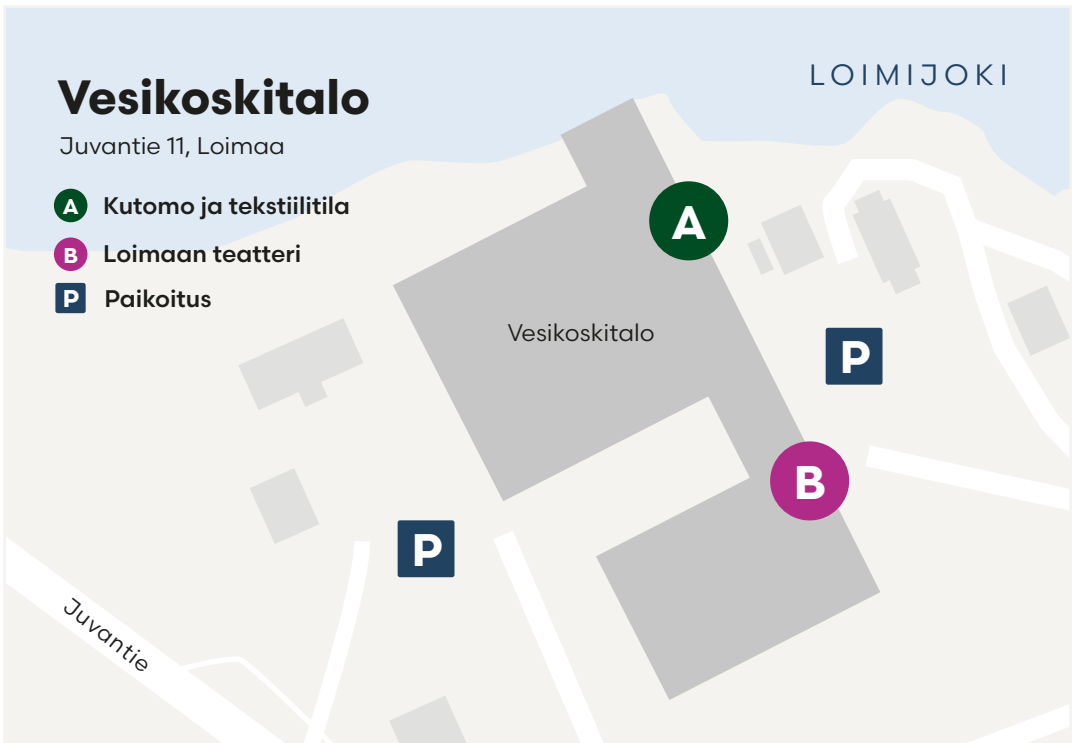 Vesikoskitalo
Juvantie 11, Loimaa
A Kutomo ja tekstiilitila
B Loimaan teatteri
P Paikoitus
LOIMIJOKI
A
Vesikoskitalo
P
B
P
Juvantie